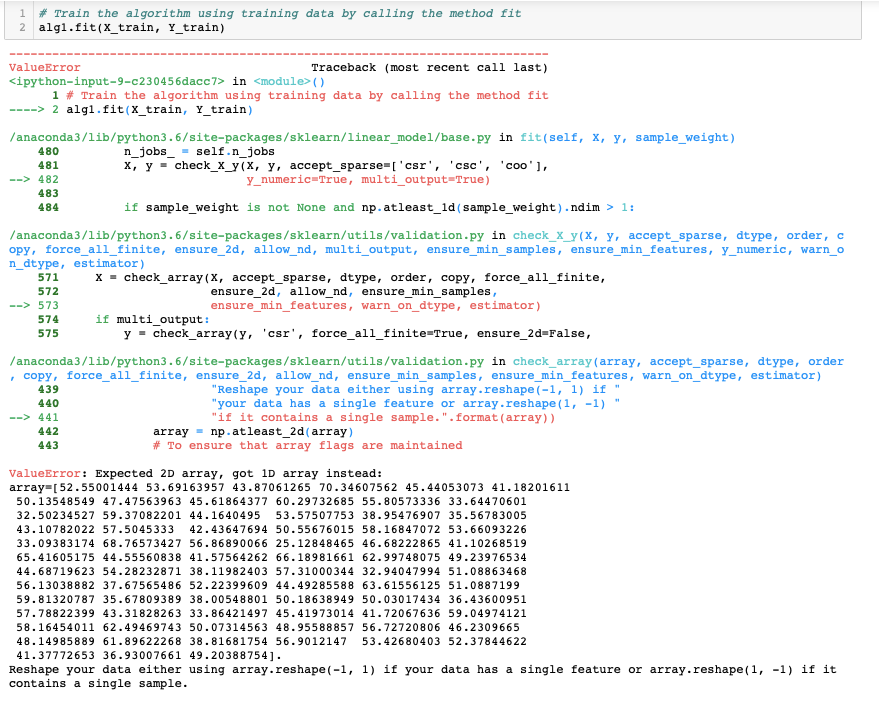 1 # Train the algorithm using training data by calling the method fit
2 alg1.fit(X_train, Y_train)
---------------------------------------------------------------------------
ValueError                                Traceback (most recent call last)
<ipython-input-9-c230456dacc7> in <module>()
      1 # Train the algorithm using training data by calling the method fit
----> 2 alg1.fit(X_train, Y_train)
/anaconda3/lib/python3.6/site-packages/sklearn/linear_model/base.py in fit(self, X, y, sample_weight)
    480         n_jobs_ = self.n_jobs
    481         X, y = check_X_y(X, y, accept_sparse=['csr', 'csc', 'coo'],
--> 482                          y_numeric=True, multi_output=True)
    483
    484         if sample_weight is not None and np.atleast_1d(sample_weight).ndim > 1:
/anaconda3/lib/python3.6/site-packages/sklearn/utils/validation.py in check_X_y(X, y, accept_sparse, dtype, order, c
opy, force_all_finite, ensure_2d, allow_nd, multi_output, ensure_min_samples, ensure_min_features, y_numeric, warn_o
n_dtype, estimator)
    571     X = check_array(X, accept_sparse, dtype, order, copy, force_all_finite,
    572                     ensure_2d, allow_nd, ensure_min_samples,
--> 573                     ensure_min_features, warn_on_dtype, estimator)
    574     if multi_output:
    575         y = check_array(y, 'csr', force_all_finite=True, ensure_2d=False,
/anaconda3/lib/python3.6/site-packages/sklearn/utils/validation.py in check_array(array, accept_sparse, dtype, order
, copy, force_all_finite, ensure_2d, allow_nd, ensure_min_samples, ensure_min_features, warn_on_dtype, estimator)
    439                     "Reshape your data either using array.reshape(-1, 1) if "
    440                     "your data has a single feature or array.reshape(1, -1) "
--> 441                     "if it contains a single sample.".format(array))
    442             array = np.atleast_2d(array)
    443             # To ensure that array flags are maintained
ValueError: Expected 2D array, got 1D array instead:
array=[52.55001444 53.69163957 43.87061265 70.34607562 45.44053073 41.18201611
 50.13548549 47.47563963 45.61864377 60.29732685 55.80573336 33.64470601
 32.50234527 59.37082201 44.1640495  53.57507753 38.95476907 35.56783005
 43.10782022 57.5045333  42.43647694 50.55676015 58.16847072 53.66093226
 33.09383174 68.76573427 56.86890066 25.12848465 46.68222865 41.10268519
 65.41605175 44.55560838 41.57564262 66.18981661 62.99748075 49.23976534
 44.68719623 54.28232871 38.11982403 57.31000344 32.94047994 51.08863468
 56.13038882 37.67565486 52.22399609 44.49285588 63.61556125 51.0887199
 59.81320787 35.67809389 38.00548801 50.18638949 50.03017434 36.43600951
 57.78822399 43.31828263 33.86421497 45.41973014 41.72067636 59.04974121
 58.16454011 62.49469743 50.07314563 48.95588857 56.72720806 46.2309665
 48.14985889 61.89622268 38.81681754 56.9012147  53.42680403 52.37844622
 41.37772653 36.93007661 49.20388754].
Reshape your data either using array.reshape(-1, 1) if your data has a single feature or array.reshape(1, -1) if it
contains a single sample.